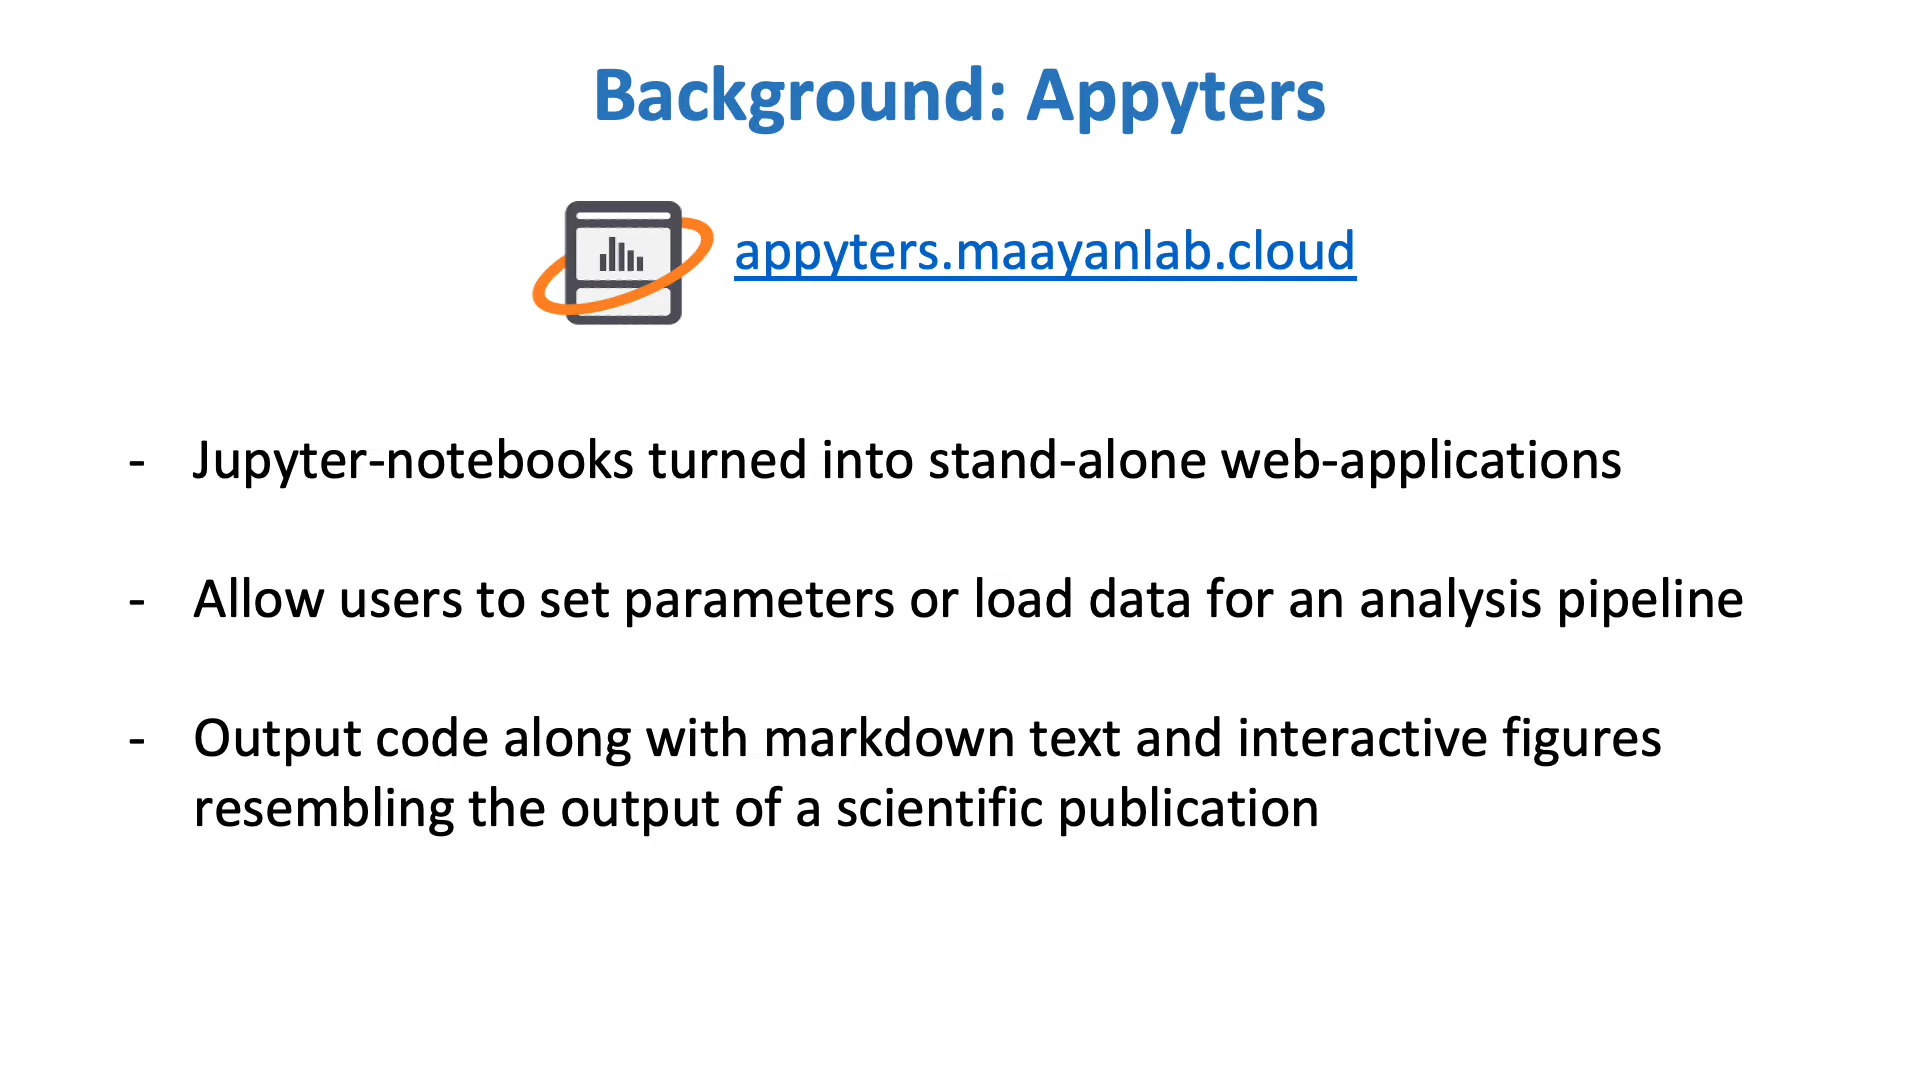 Background: Appyters
appyters.maayanlab.cloud
- Jupyter-notebooks turned into stand-alone web-applications
- Allow users to set parameters or load data for an analysis pipeline
- Output code along with markdown text and interactive figures
resembling the output of a scientific publication